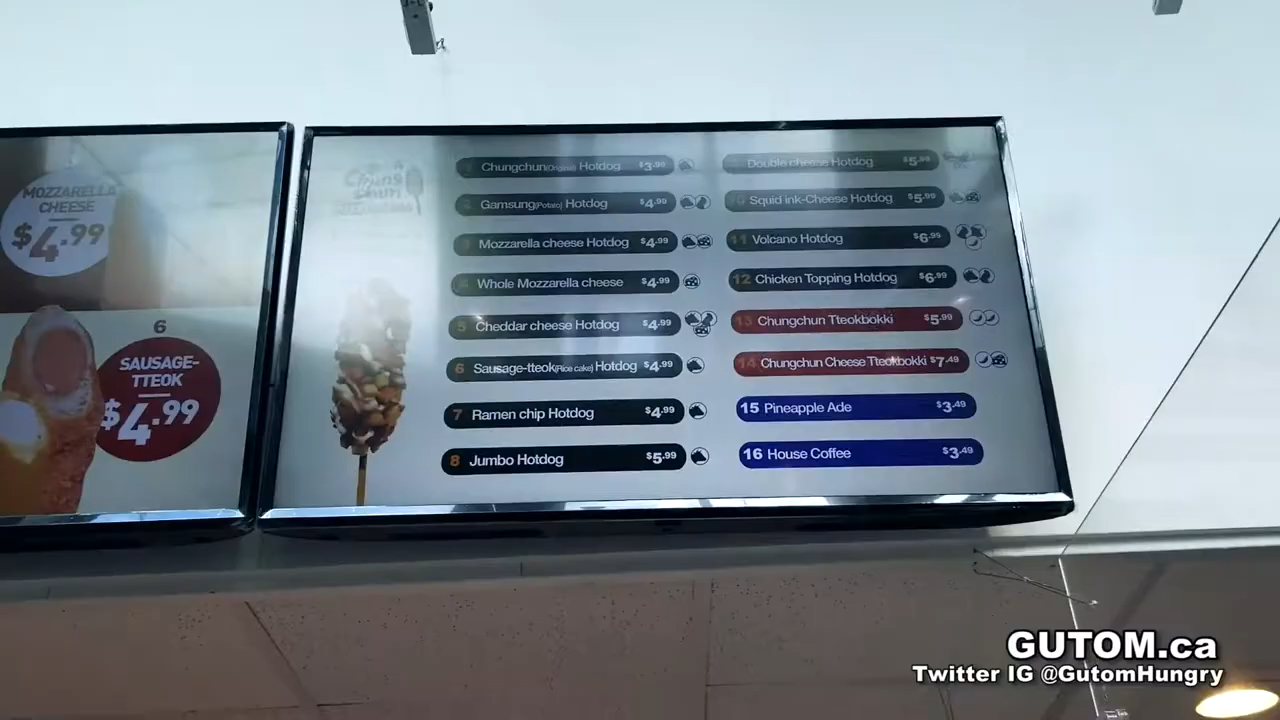 MOZZARELLA
CHEESE
$4.99
6
SAUSAGE-
TTEOK
$4.99
Chungchun(Original) Hotdog $3.99
2 Gamsung(Potato) Hotdog $4.99
3 Mozzarella cheese Hotdog $4.99
4 Whole Mozzarella cheese $4.99
5 Cheddar cheese Hotdog $4.99
6 Sausage-tteok(Rice cake) Hotdog $4.99
7 Ramen chip Hotdog $4.99
8 Jumbo Hotdog $5.99
Double cheese Hotdog $5.99
10 Squid ink-Cheese Hotdog $5.99
11 Volcano Hotdog $6.99
12 Chicken Topping Hotdog $6.99
13 Chungchun Tteokbokki $5.99
14 Chungchun Cheese Tteokbokki $7.49
15 Pineapple Ade $3.49
16 House Coffee $3.49
GUTOM.ca
Twitter IG @GutomHungry